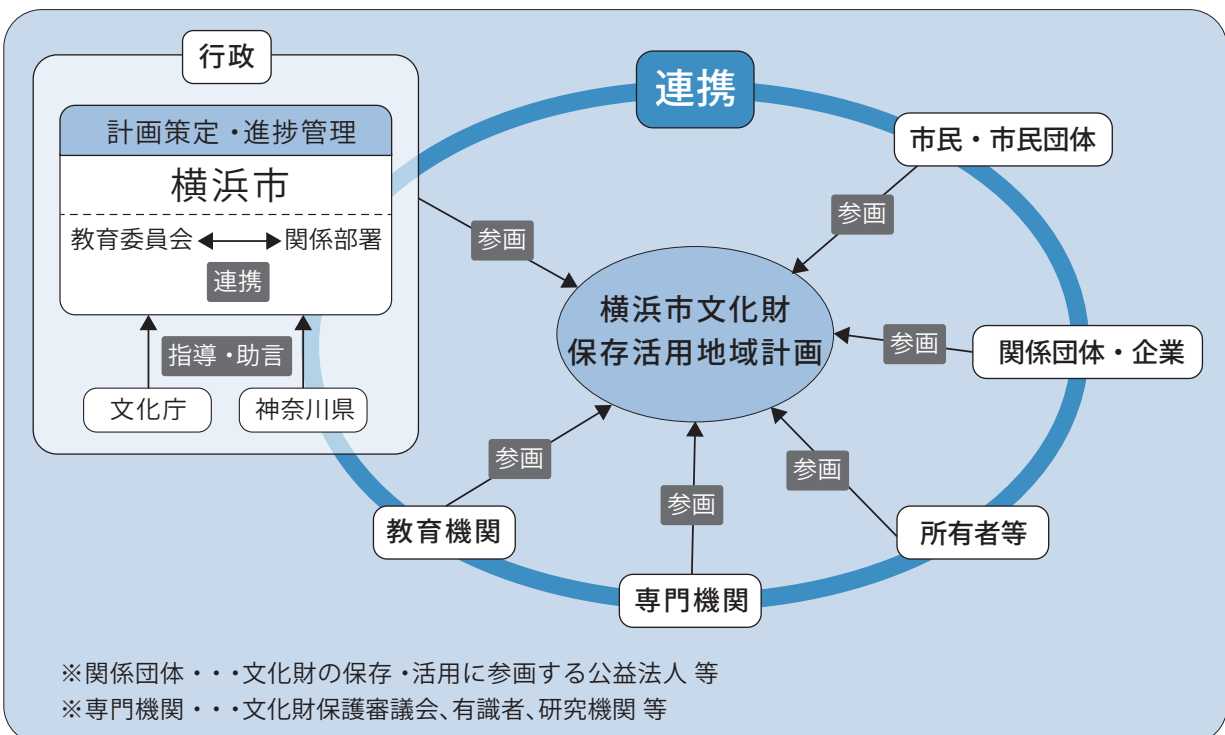 行政
計画策定・進捗管理
横浜市
教育委員会
関係部署
連携
指導・助言
文化庁
神奈川県
連携
市民・市民団体
参画
参画
横浜市文化財
保存活用地域計画
参画
関係団体・企業
参画
参画
参画
教育機関
専門機関
所有者等
※関係団体・・・文化財の保存・活用に参画する公益法人 等
※専門機関・・・文化財保護審議会、有識者、研究機関 等